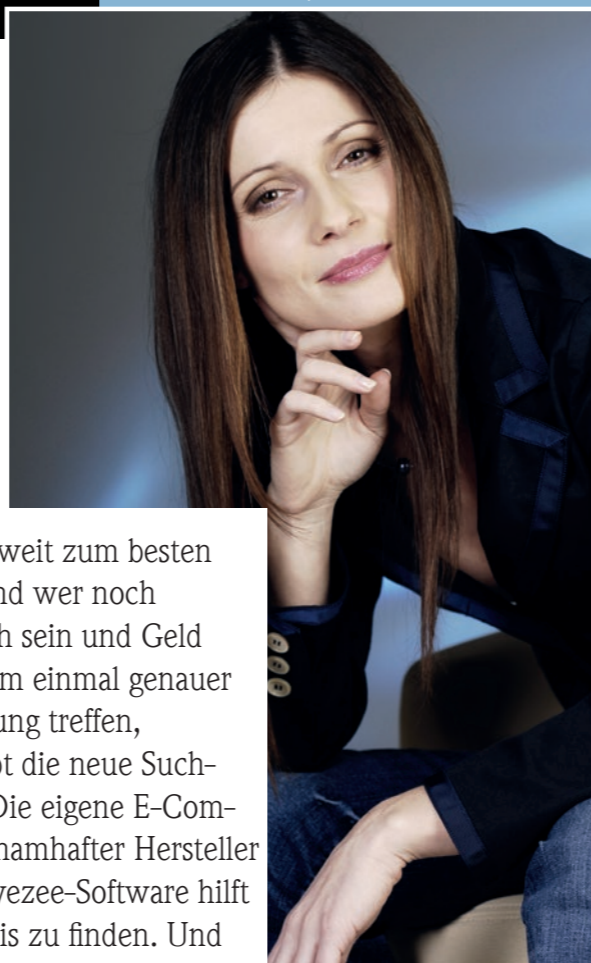 weit zum besten
nd wer noch
h sein und Geld
m einmal genauer
ung treffen,
ot die neue Such-
Die eigene E-Com-
namhafter Hersteller
vezee-Software hilft
is zu finden. Und